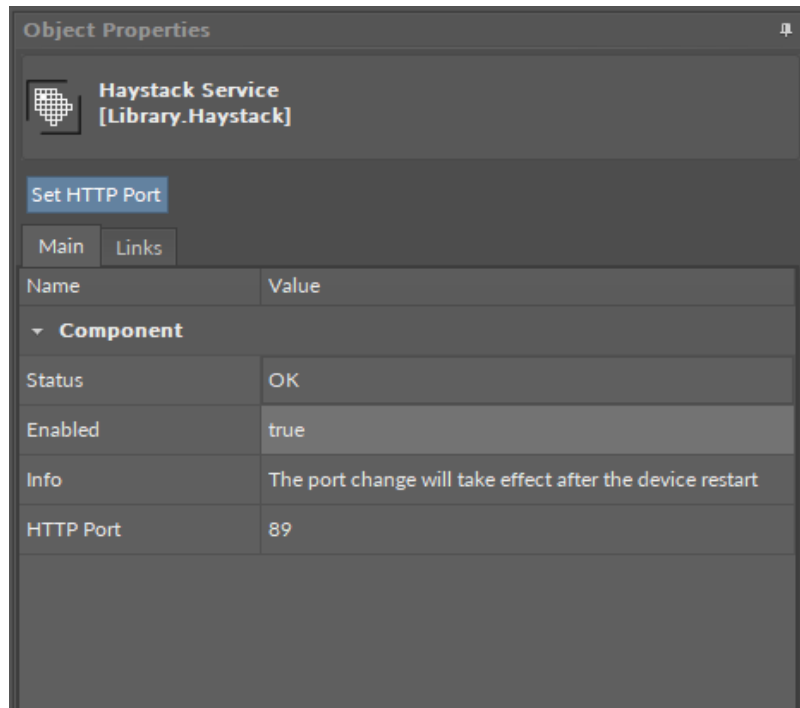 Object Properties
Haystack Service
[Library.Haystack]
Set HTTP Port
Main Links
Name Value
Component
Status OK
Enabled true
Info The port change will take effect after the device restart
HTTP Port 89